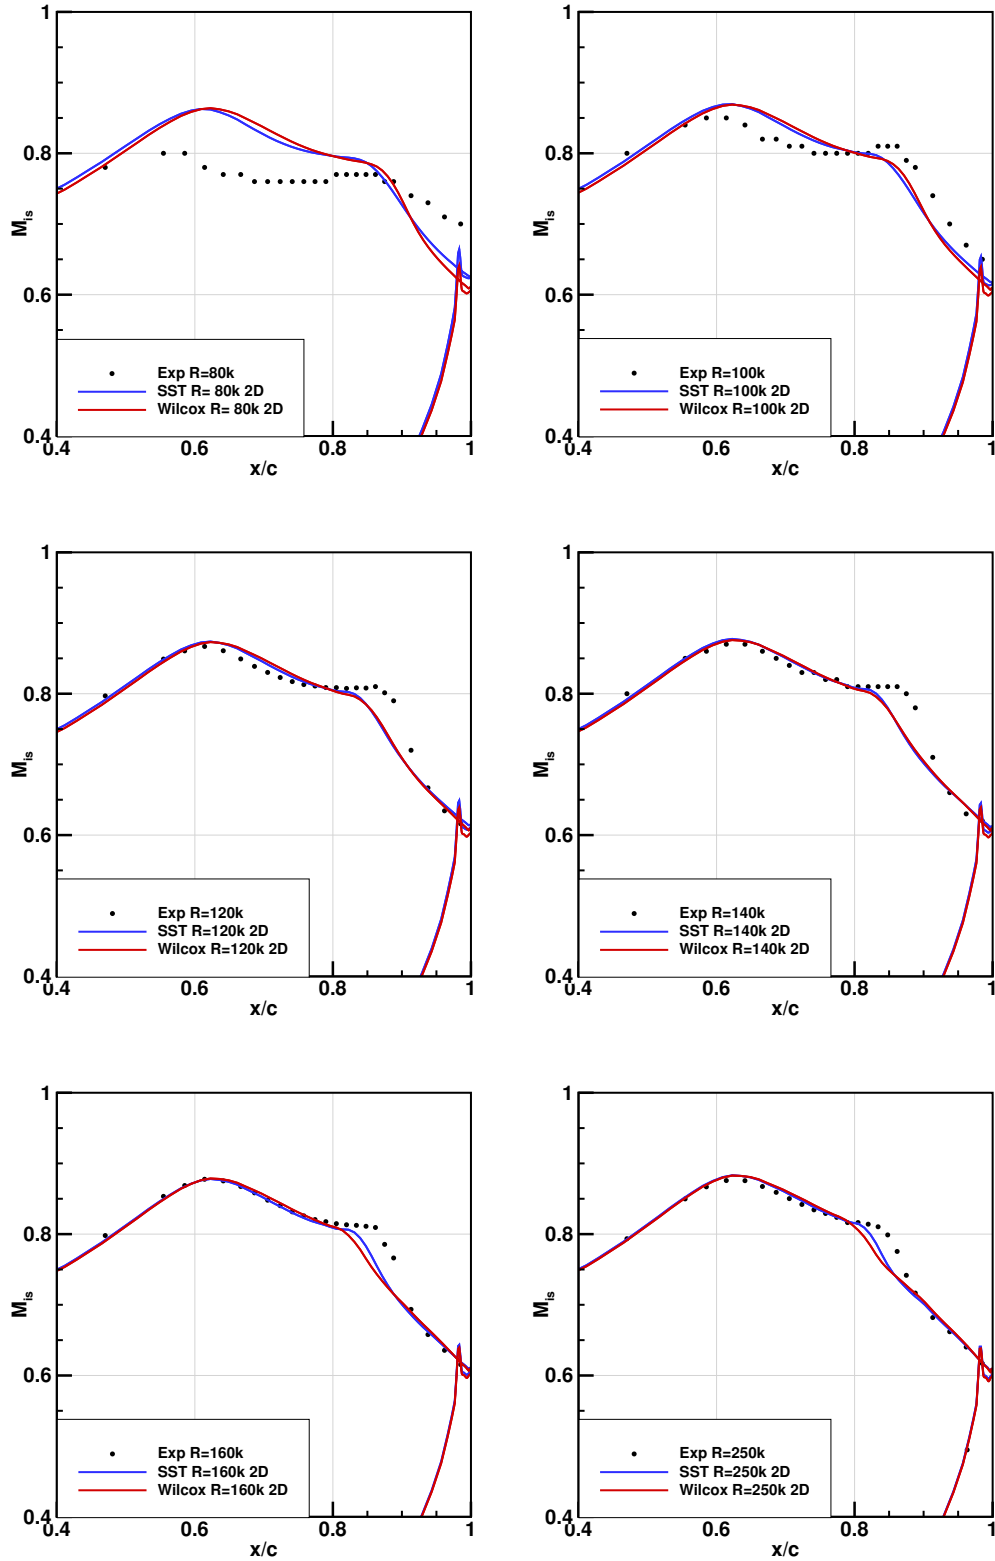 1
0.8
0.6
0.4
M_is
0.4
0.6
0.8
1
x/c
Exp R=80k
SST R= 80k 2D
Wilcox R= 80k 2D
1
0.8
0.6
0.4
M_is
0.4
0.6
0.8
1
x/c
Exp R=100k
SST R=100k 2D
Wilcox R=100k 2D
1
0.8
0.6
0.4
M_is
0.4
0.6
0.8
1
x/c
Exp R=120k
SST R=120k 2D
Wilcox R=120k 2D
1
0.8
0.6
0.4
M_is
0.4
0.6
0.8
1
x/c
Exp R=140k
SST R=140k 2D
Wilcox R=140k 2D
1
0.8
0.6
0.4
M_is
0.4
0.6
0.8
1
x/c
Exp R=160k
SST R=160k 2D
Wilcox R=160k 2D
1
0.8
0.6
0.4
M_is
0.4
0.6
0.8
1
x/c
Exp R=250k
SST R=250k 2D
Wilcox R=250k 2D